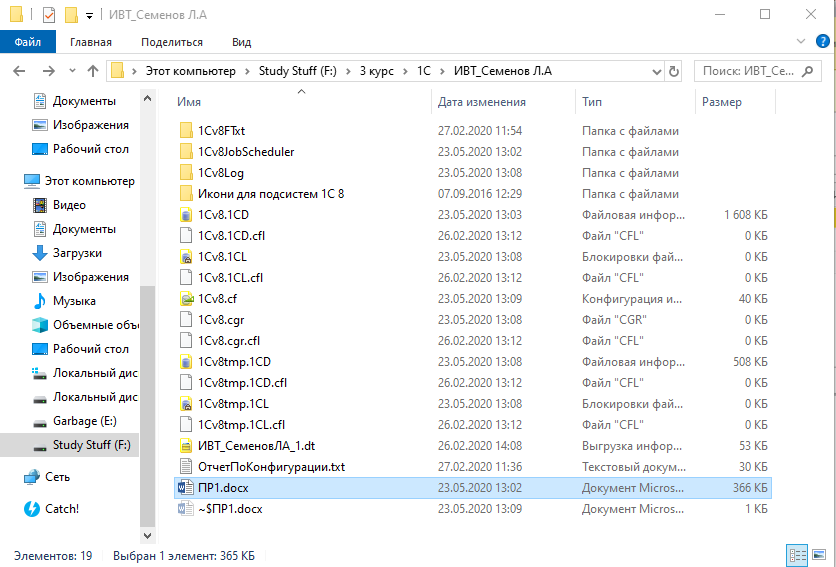 ИВТ_Семенов Л.А
Файл Главная Поделиться Вид
Этот компьютер Study Stuff (F:) 3 курс 1С ИВТ_Семенов Л.А Поиск: ИВТ_Се...
Имя Дата изменения Тип Размер
Документы
Изображения
Рабочий стол
Этот компьютер
Видео
Документы
Загрузки
Изображения
Музыка
Объемные объ
Рабочий стол
Локальный дис
Локальный дис
Garbage (E:)
Study Stuff (F:)
Сеть
Catch!
1Cv8FTxt 27.02.2020 11:54 Папка с файлами
1Cv8JobScheduler 23.05.2020 13:02 Папка с файлами
1Cv8Log 23.05.2020 13:08 Папка с файлами
Икони для подсистем 1С 8 07.09.2016 12:29 Папка с файлами
1Cv8.1CD 23.05.2020 13:03 Файловая инфор... 1 608 КБ
1Cv8.1CD.cfl 26.02.2020 13:12 Файл "CFL" 0 КБ
1Cv8.1CL 23.05.2020 13:08 Блокировки фай... 0 КБ
1Cv8.1CL.cfl 26.02.2020 13:12 Файл "CFL" 0 КБ
1Cv8.cf 23.05.2020 13:09 Конфигурация и... 40 КБ
1Cv8.cgr 23.05.2020 13:08 Файл "CGR" 0 КБ
1Cv8.cgr.cfl 26.02.2020 13:12 Файл "CFL" 0 КБ
1Cv8tmp.1CD 23.05.2020 13:08 Файловая инфор... 508 КБ
1Cv8tmp.1CD.cfl 26.02.2020 13:12 Файл "CFL" 0 КБ
1Cv8tmp.1CL 23.05.2020 13:08 Блокировки фай... 0 КБ
1Cv8tmp.1CL.cfl 26.02.2020 13:12 Файл "CFL" 0 КБ
ИВТ_СеменовЛА_1.dt 26.02.2020 14:08 Выгрузка инфор... 53 КБ
ОтчетПоКонфигурации.txt 27.02.2020 11:36 Текстовый докум... 30 КБ
ПР1.docx 23.05.2020 13:02 Документ Micros... 366 КБ
~$ПР1.docx 23.05.2020 13:09 Документ Micros... 1 КБ
Элементов: 19 Выбран 1 элемент: 365 КБ